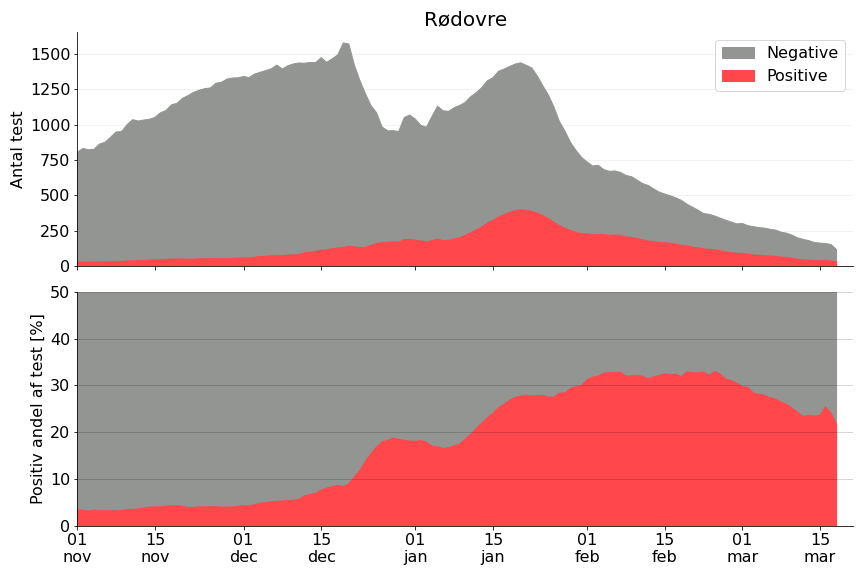 Rødovre
Antal test
1500
1250
1000
750
500
250
0
Negative
Positive
Positiv andel af test [%]
50
40
30
20
10
0
01 nov
15 nov
01 dec
15 dec
01 jan
15 jan
01 feb
15 feb
01 mar
15 mar